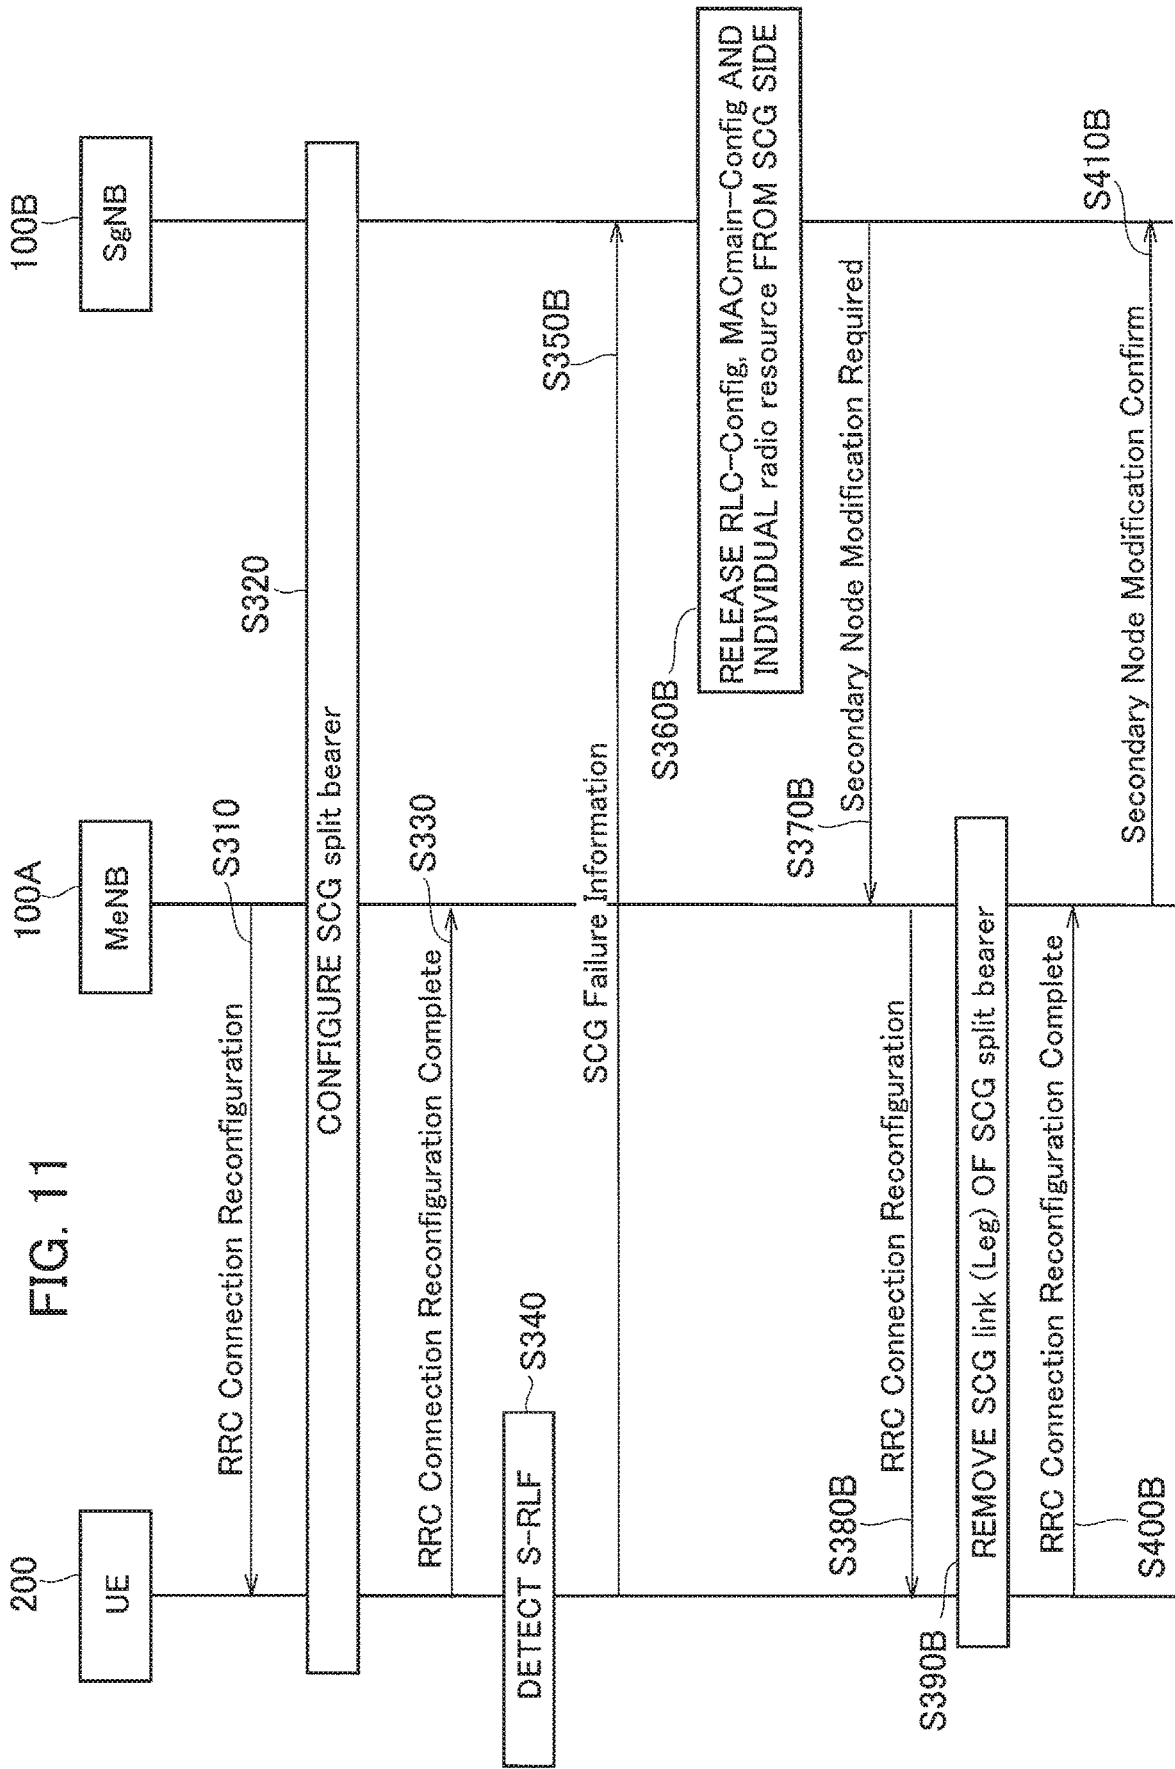 FIG. 11
200
100A
100B
UE
MeNB
SgNB
RRC Connection Reconfiguration
S310
S320
CONFIGURE SCG split bearer
RRC Connection Reconfiguration Complete
S330
DETECT S-RLF
S340
SCG Failure Information
S350B
S360B
RELEASE RLC-Config, MACmain-Config AND
INDIVIDUAL radio resource FROM SCG SIDE
S370B
Secondary Node Modification Required
S380B
RRC Connection Reconfiguration
S390B
REMOVE SCG link (Leg) OF SCG split bearer
RRC Connection Reconfiguration Complete
S400B
Secondary Node Modification Confirm
S410B